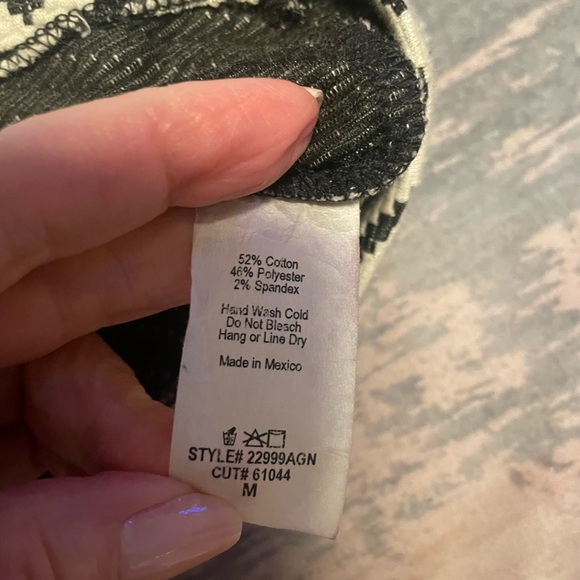 52% Cotton
46% Polyester
2% Spandex
Hand Wash Cold
Do Not Bleach
Hang or Line Dry
Made in Mexico
STYLE# 22999AGN
CUT# 61044
M